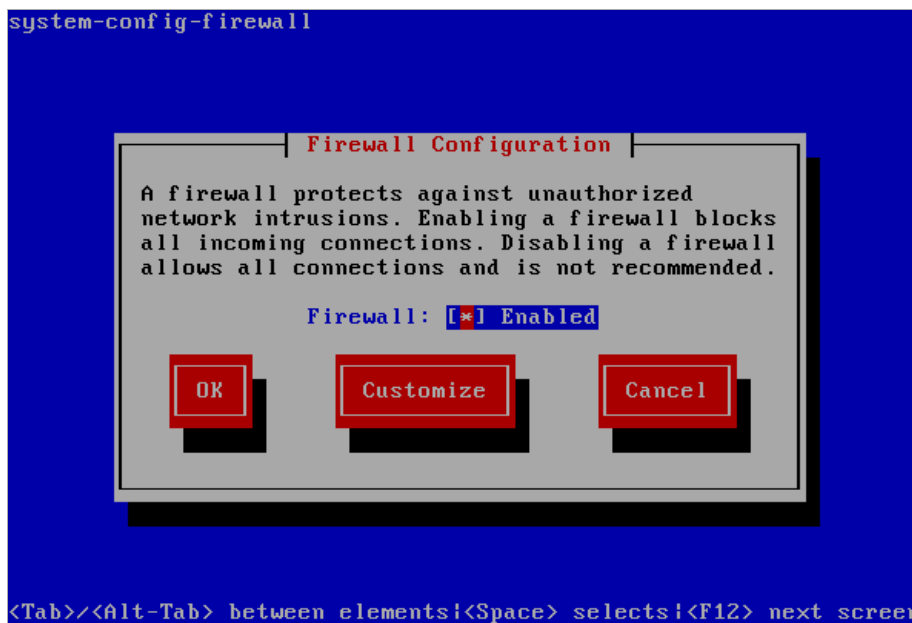 system-config-firewall
Firewall Configuration
A firewall protects against unauthorized
network intrusions. Enabling a firewall blocks
all incoming connections. Disabling a firewall
allows all connections and is not recommended.
Firewall: [*] Enabled
OK Customize Cancel
<Tab>/<Alt-Tab> between elements|<Space> selects|<F12> next screen